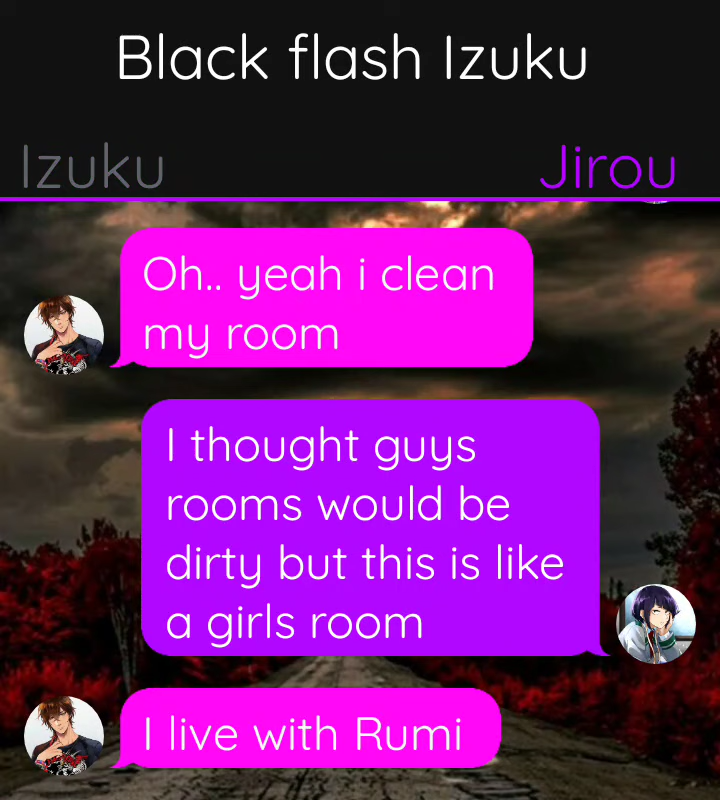 Black flash Izuku
Izuku
Jirou
Oh.. yeah i clean
my room
I thought guys
rooms would be
dirty but this is like
a girls room
I live with Rumi